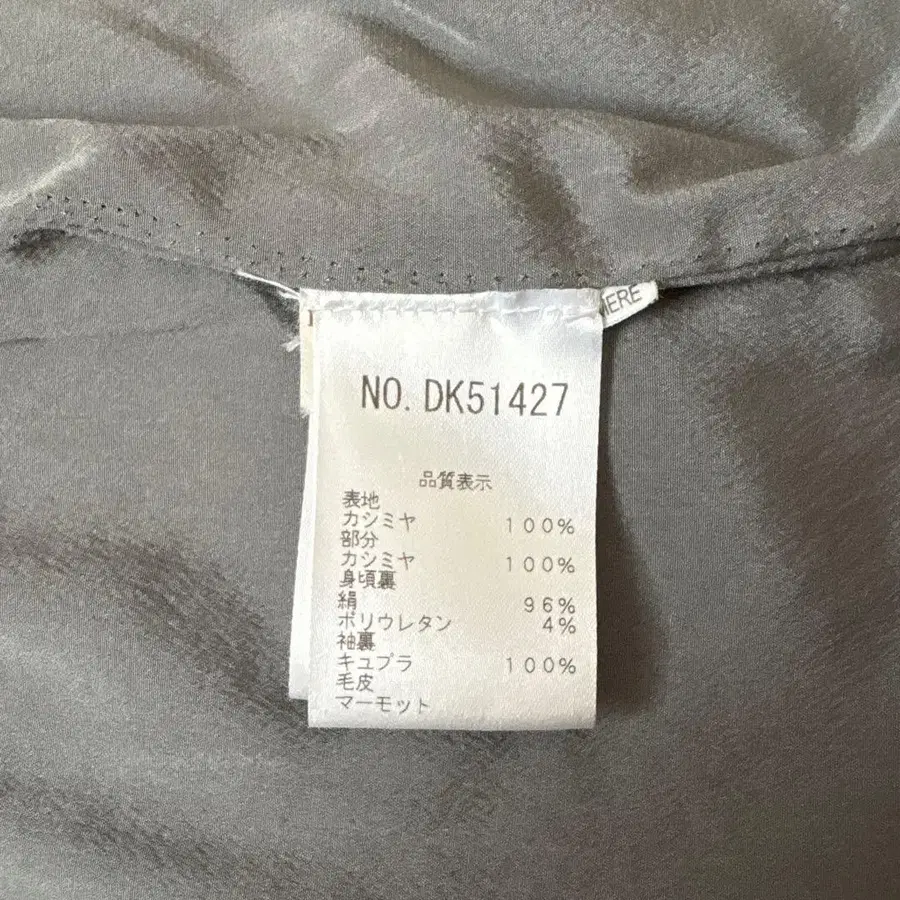 MERE
NO. DK51427
品質表示
表地
カシミヤ 100%
部分
カシミヤ 100%
身頃裏
絹 96%
ポリウレタン 4%
袖裏
キュプラ 100%
毛皮
マーモット